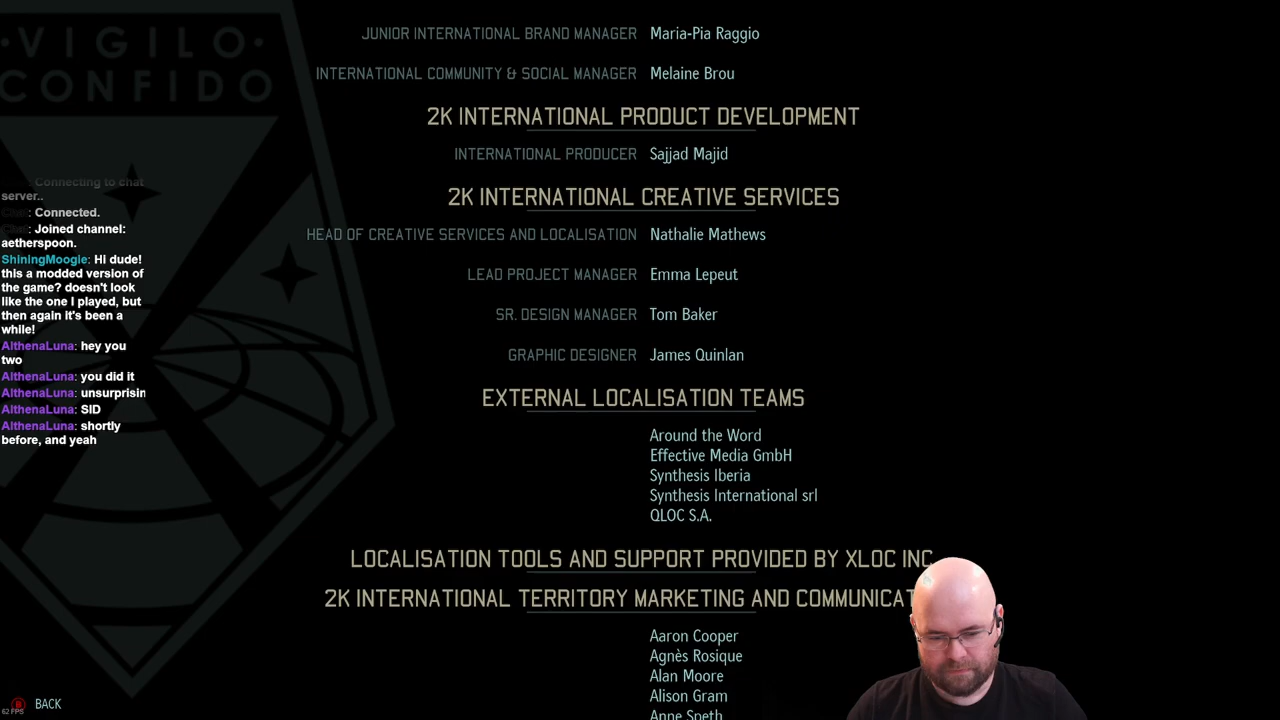 ·VIGILO·
CONFIDO
Connecting to chat
server..
: Connected.
: Joined channel:
aetherspoon.
ShiningMoogie: Hi dude!
this a modded version of
the game? doesn't look
like the one I played, but
then again it's been a
while!
AlthenaLuna: hey you
two
AlthenaLuna: you did it
AlthenaLuna: unsurprisin
AlthenaLuna: SID
AlthenaLuna: shortly
before, and yeah
JUNIOR INTERNATIONAL BRAND MANAGER Maria-Pia Raggio
INTERNATIONAL COMMUNITY & SOCIAL MANAGER Melaine Brou
2K INTERNATIONAL PRODUCT DEVELOPMENT
INTERNATIONAL PRODUCER Sajjad Majid
2K INTERNATIONAL CREATIVE SERVICES
HEAD OF CREATIVE SERVICES AND LOCALISATION Nathalie Mathews
LEAD PROJECT MANAGER Emma Lepeut
SR. DESIGN MANAGER Tom Baker
GRAPHIC DESIGNER James Quinlan
EXTERNAL LOCALISATION TEAMS
Around the Word
Effective Media GmbH
Synthesis Iberia
Synthesis International srl
QLOC S.A.
LOCALISATION TOOLS AND SUPPORT PROVIDED BY XLOC INC
2K INTERNATIONAL TERRITORY MARKETING AND COMMUNICAT
Aaron Cooper
Agnès Rosique
Alan Moore
Alison Gram
Anne Speth
B BACK
62 FPS